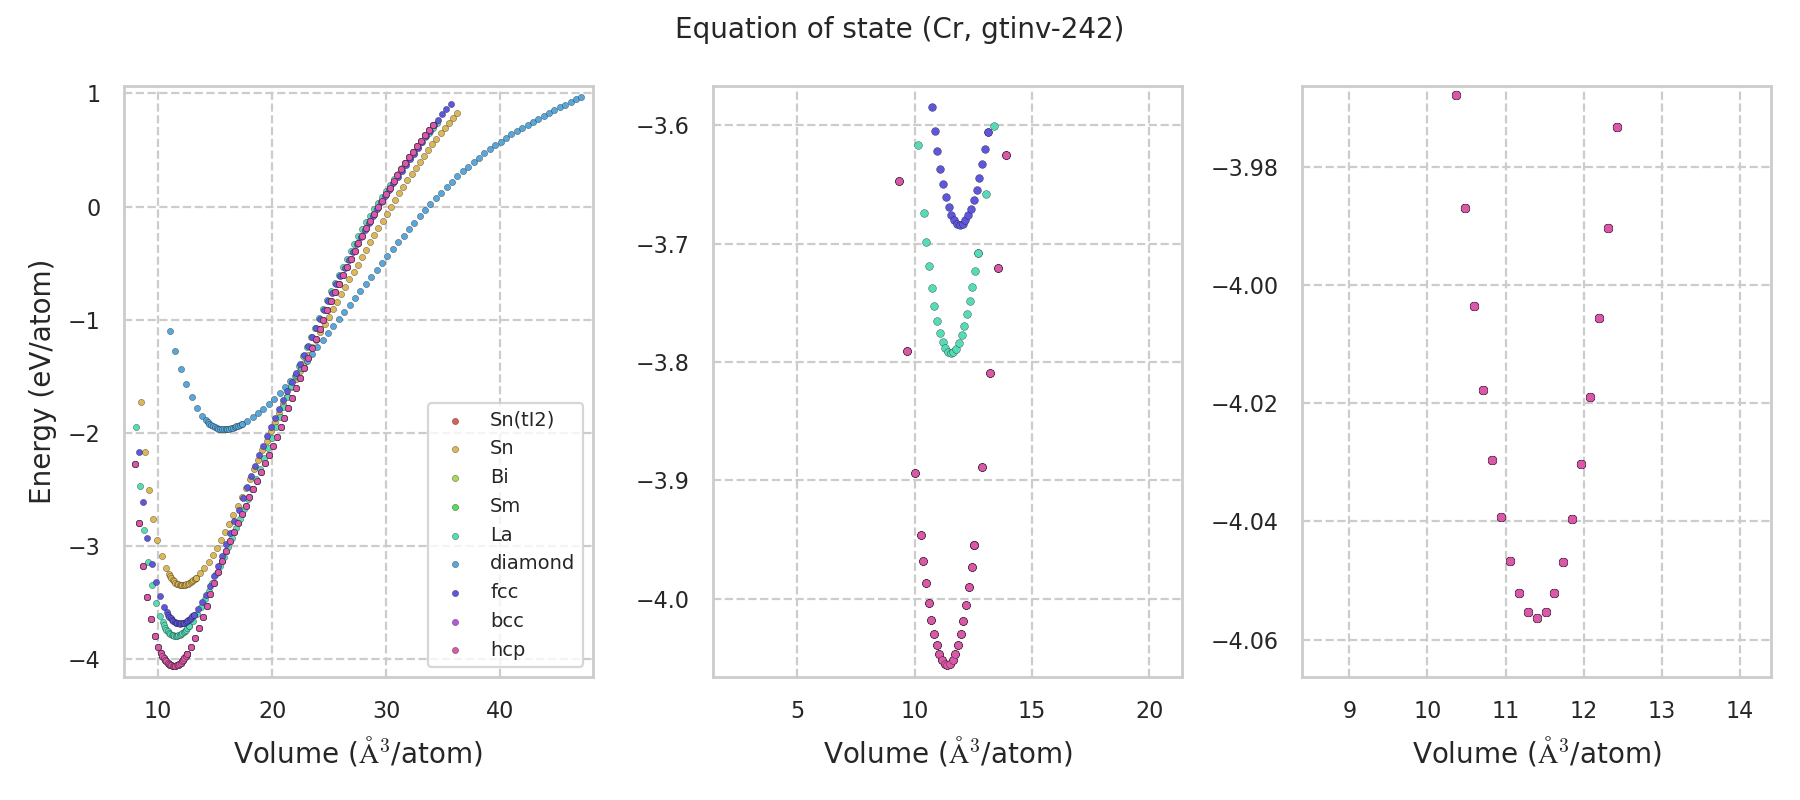 Equation of state (Cr, gtinv-242)
Energy (eV/atom)
1
0
−1
−2
−3
−4
10
20
30
40
Volume (Å³/atom)
Sn(tI2)
Sn
Bi
Sm
La
diamond
fcc
bcc
hcp
−3.6
−3.7
−3.8
−3.9
−4.0
5
10
15
20
Volume (Å³/atom)
−3.98
−4.00
−4.02
−4.04
−4.06
9
10
11
12
13
14
Volume (Å³/atom)